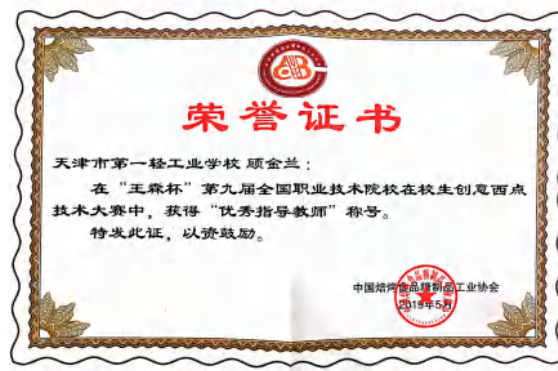 荣誉证书
天津市第一轻工业学校 顾金兰：
在“王森杯”第九届全国职业技术院校在校生创意西点
技术大赛中，获得“优秀指导教师”称号。
特发此证，以资鼓励。
中国焙烤食品糖制品工业协会
2019年5月